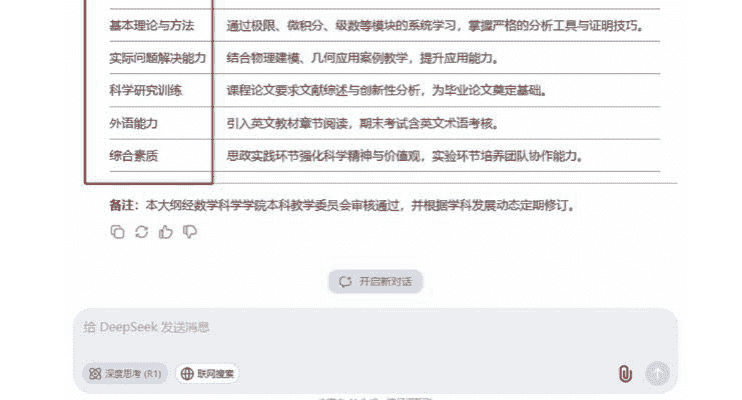 基本理论与方法 通过极限、微积分、级数等模块的系统学习，掌握严格的分析工具与证明技巧。
实际问题解决能力 结合物理建模、几何应用案例教学，提升应用能力。
科学研究训练 课程论文要求文献综述与创新性分析，为毕业论文奠定基础。
外语能力 引入英文教材章节阅读，期末考试含英文术语考核。
综合素质 思政实践环节强化科学精神与价值观，实验环节培养团队协作能力。
备注：本大纲经数学科学学院本科教学委员会审核通过，并根据学科发展动态定期修订。
开启新对话
给 DeepSeek 发送消息
深度思考 (R1) 联网搜索